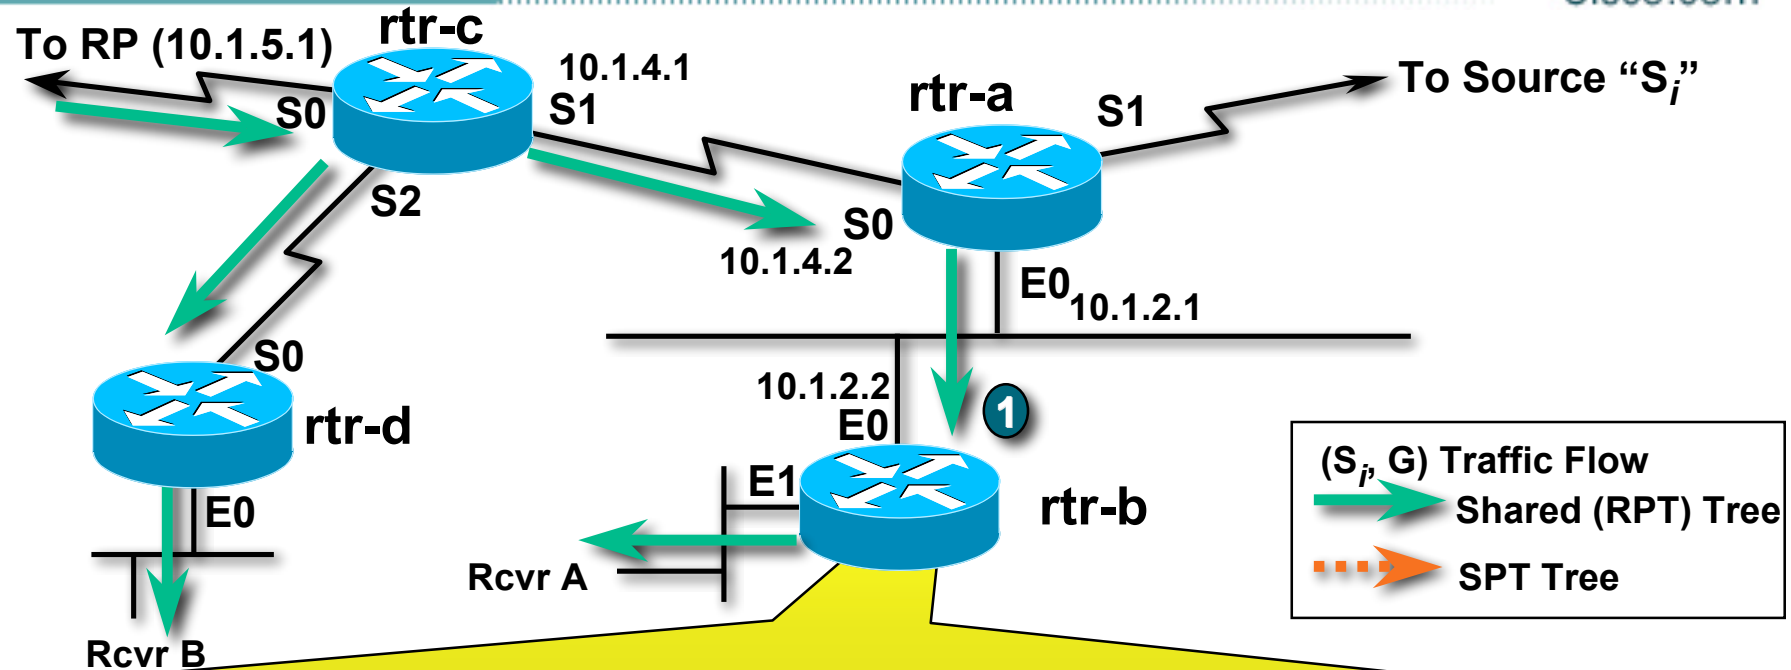 To RP (10.1.5.1)
rtr-c
10.1.4.1
S0
S1
S2
rtr-a
S1
To Source “Si”
S0
10.1.4.2
E0
10.1.2.1
S0
rtr-d
E0
Rcvr B
10.1.2.2
E0
1
E1
rtr-b
Rcvr A
(Si, G) Traffic Flow
Shared (RPT) Tree
SPT Tree